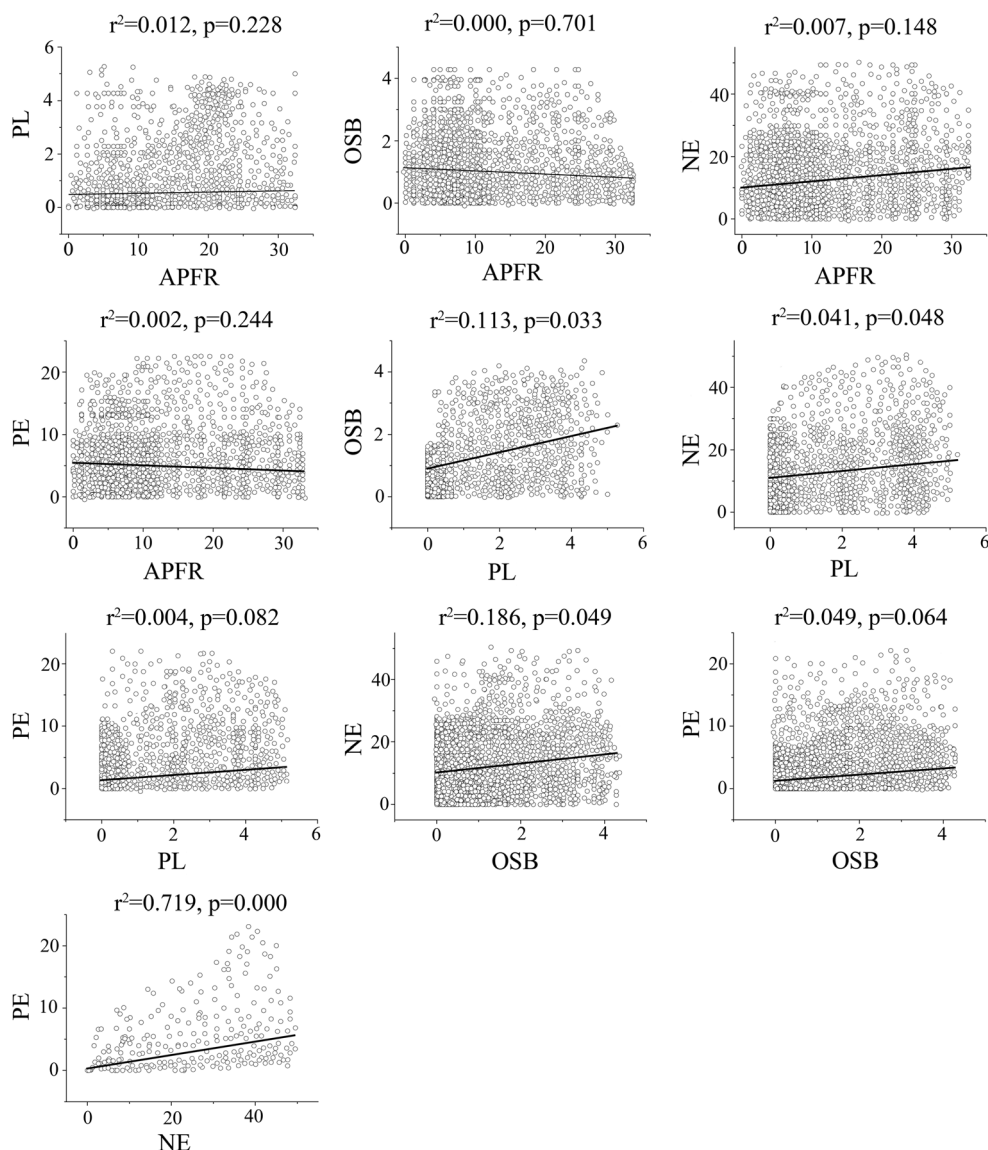 r²=0.012, p=0.228
PL
6
4
2
0
0 10 20 30
APFR
r²=0.000, p=0.701
OSB
4
2
0
0 10 20 30
APFR
r²=0.007, p=0.148
NE
40
20
0
0 10 20 30
APFR
r²=0.002, p=0.244
PE
20
10
0
0 10 20 30
APFR
r²=0.113, p=0.033
OSB
4
2
0
0 2 4 6
PL
r²=0.041, p=0.048
NE
40
20
0
0 2 4 6
PL
r²=0.004, p=0.082
PE
20
10
0
0 2 4 6
PL
r²=0.186, p=0.049
NE
40
20
0
0 2 4
OSB
r²=0.049, p=0.064
PE
20
10
0
0 2 4
OSB
r²=0.719, p=0.000
PE
20
10
0
0 20 40
NE